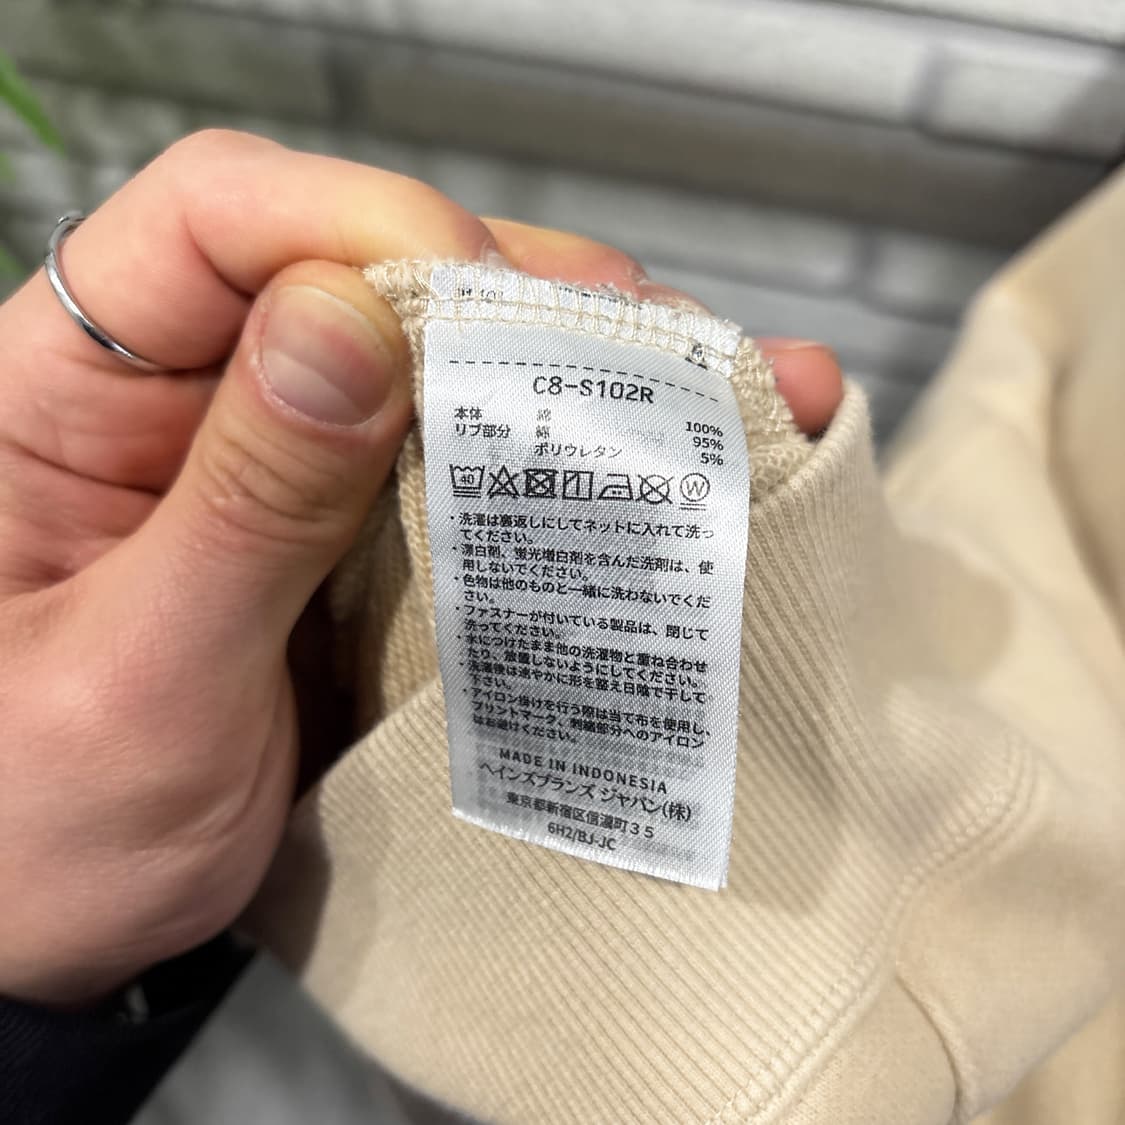 C8-S102R
本体 綿 100%
リブ部分 綿 95%
ポリウレタン 5%
40
W
・洗濯は裏返しにしてネットに入れて洗っ
てください。
・漂白剤、蛍光増白剤を含んだ洗剤は、使
用しないでください。
・色物は他のものと一緒に洗わないでくだ
さい。
・ファスナーが付いている製品は、閉じて
洗ってください。
・水につけたまま他の洗濯物と重ね合わせ
たり、放置しないようにしてください。
・洗濯後は速やかに形を整え日陰で干して
下さい。
・アイロン掛けを行う際は当て布を使用し、
プリントマーク、刺繍部分へのアイロン
はお避けください。
MADE IN INDONESIA
ヘインズブランズ ジャパン(株)
東京都新宿区信濃町35
6H2/BJ-JC